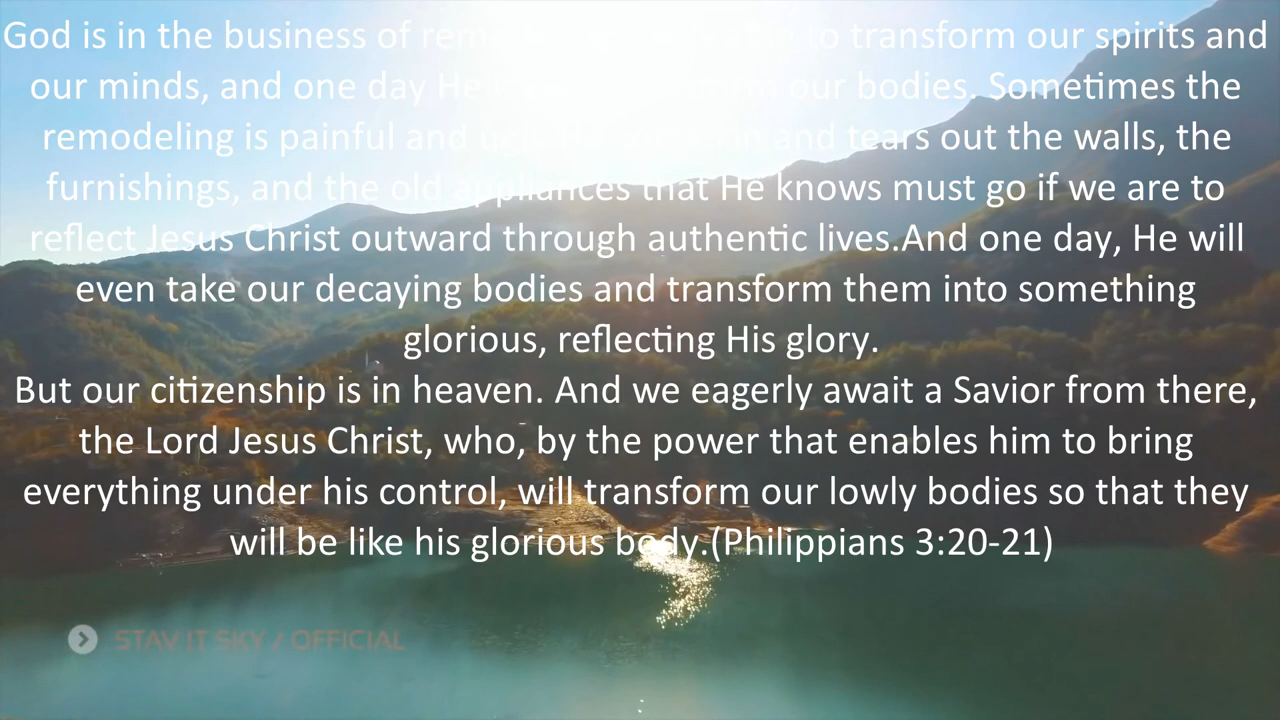 God is in the business of to transform our spirits and
our minds, and one day our bodies. Sometimes the
remodeling is painful and and tears out the walls, the
furnishings, and the old appliances that He knows must go if we are to
reflect Jesus Christ outward through authentic lives.And one day, He will
even take our decaying bodies and transform them into something
glorious, reflecting His glory.
But our citizenship is in heaven. And we eagerly await a Savior from there,
the Lord Jesus Christ, who, by the power that enables him to bring
everything under his control, will transform our lowly bodies so that they
will be like his glorious body.(Philippians 3:20-21)
STAV IT SKY / OFFICIAL